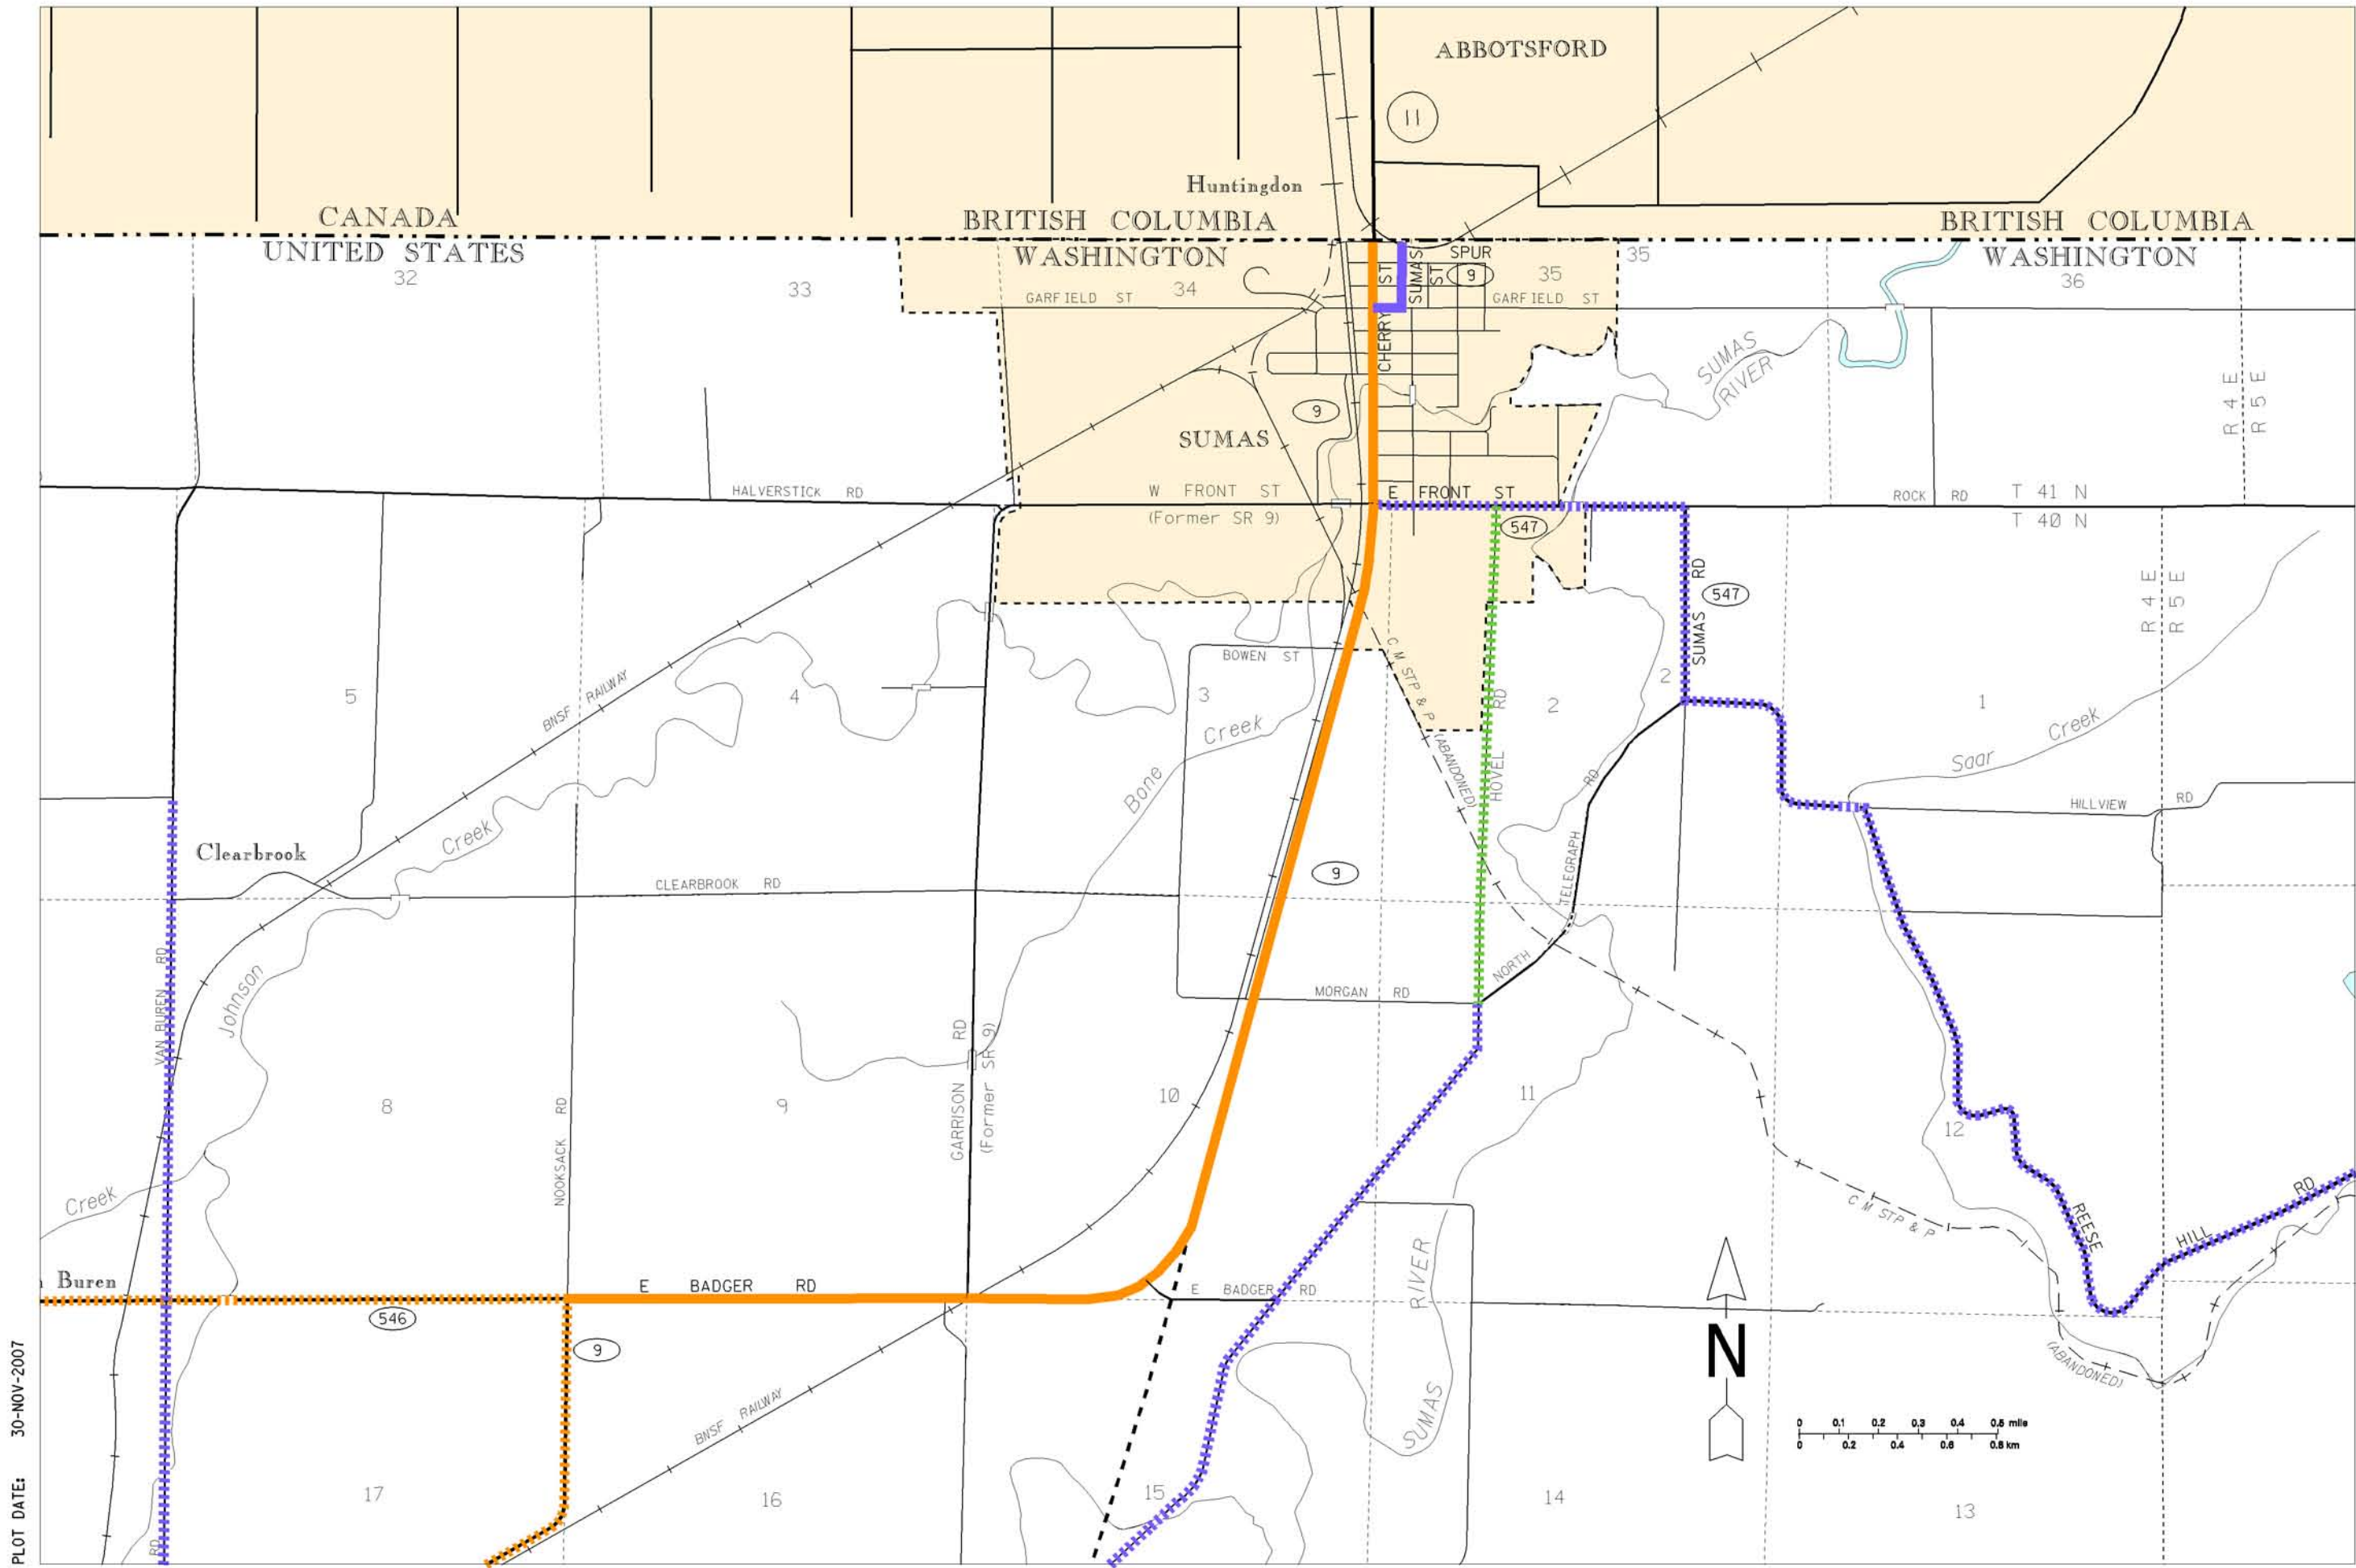 ABBOTSFORD
11
Huntingdon
CANADA
BRITISH COLUMBIA
BRITISH COLUMBIA
UNITED STATES
WASHINGTON
WASHINGTON
SPUR
9
32
33
34
35
35
36
GARFIELD ST
GARFIELD ST
CHERRY ST
SUMAS ST
SUMAS RIVER
R 4 E
R 5 E
9
SUMAS
HALVERSTICK RD
W FRONT ST
(Former SR 9)
E FRONT ST
547
ROCK RD
T 41 N
T 40 N
547
SUMAS RD
R 4 E
R 5 E
BOWEN ST
C M STP & P
(ABANDONED)
HOVEL RD
BNSF RAILWAY
5
4
3
2
2
1
Creek
Bone
Saar Creek
HILLVIEW RD
Clearbrook
Creek
Johnson
CLEARBROOK RD
9
NORTH TELEGRAPH RD
VAN BUREN RD
MORGAN RD
GARRISON RD
(Former SR 9)
NOOKSACK RD
8
9
10
11
12
Creek
C M STP & P
REESE HILL RD
(ABANDONED)
Buren
E BADGER RD
E BADGER RD
546
9
SUMAS RIVER
BNSF RAILWAY
N
0 0.1 0.2 0.3 0.4 0.5 mile
0 0.2 0.4 0.6 0.8 km
17
16
15
14
13
RD
PLOT DATE: 30-NOV-2007